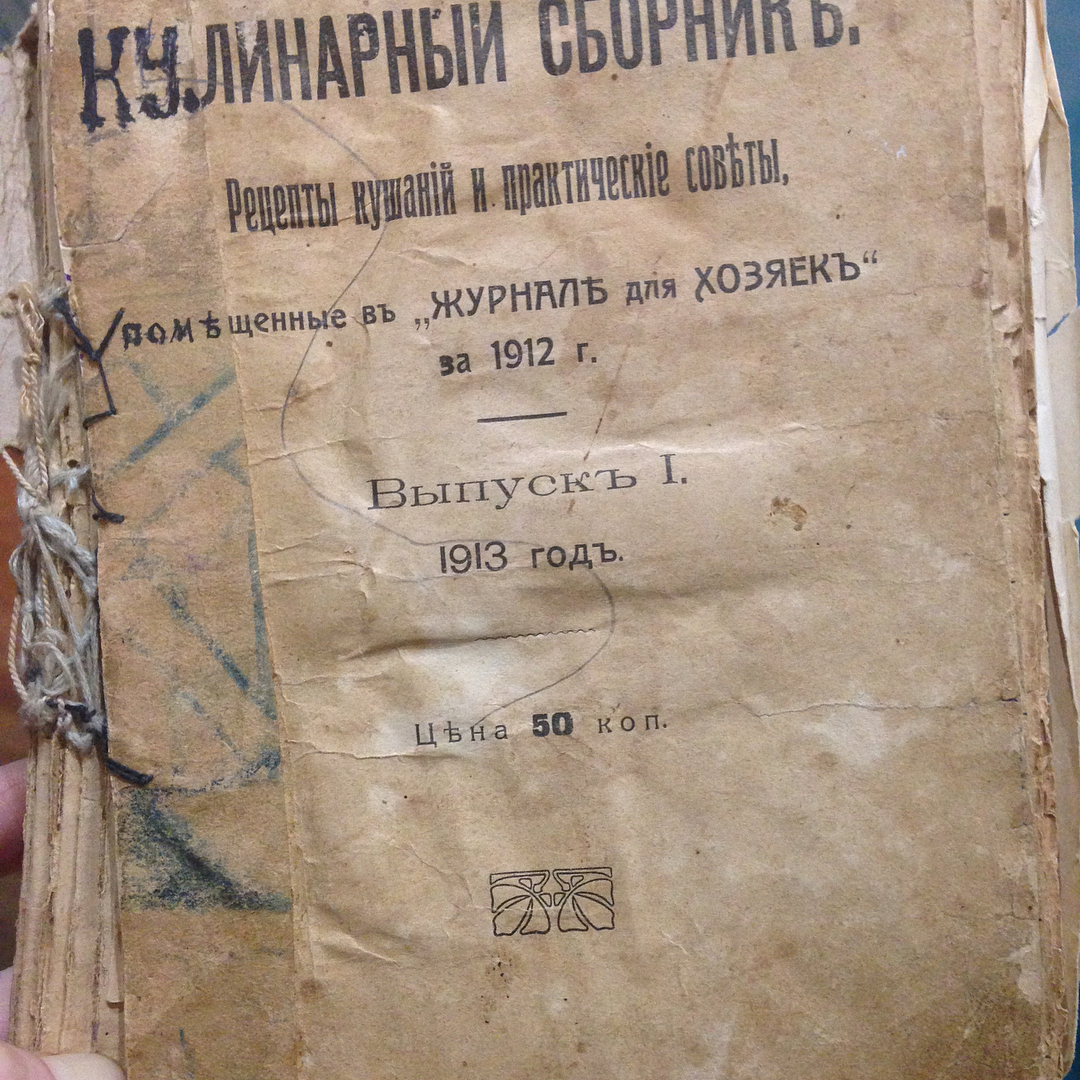 КУЛИНАРНЫЙ СБОРНИКЪ.
Рецепты кушаній и практическіе совѣты,
помѣщенные въ „ЖУРНАЛѢ для ХОЗЯЕКЪ“
за 1912 г.
Выпускъ I.
1913 годъ.
Цѣна 50 коп.